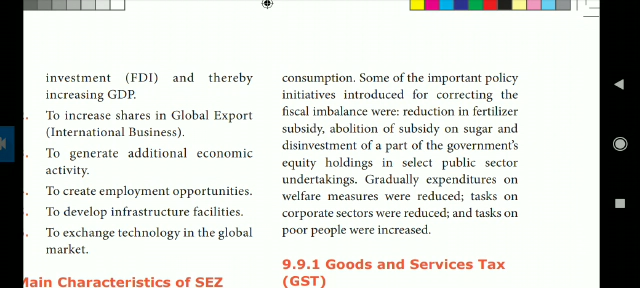 investment (FDI) and thereby
increasing GDP.
To increase shares in Global Export
(International Business).
To generate additional economic
activity.
To create employment opportunities.
To develop infrastructure facilities.
To exchange technology in the global
market.
Main Characteristics of SEZ
consumption. Some of the important policy
initiatives introduced for correcting the
fiscal imbalance were: reduction in fertilizer
subsidy, abolition of subsidy on sugar and
disinvestment of a part of the government's
equity holdings in select public sector
undertakings. Gradually expenditures on
welfare measures were reduced; tasks on
corporate sectors were reduced; and tasks on
poor people were increased.
9.9.1 Goods and Services Tax
(GST)